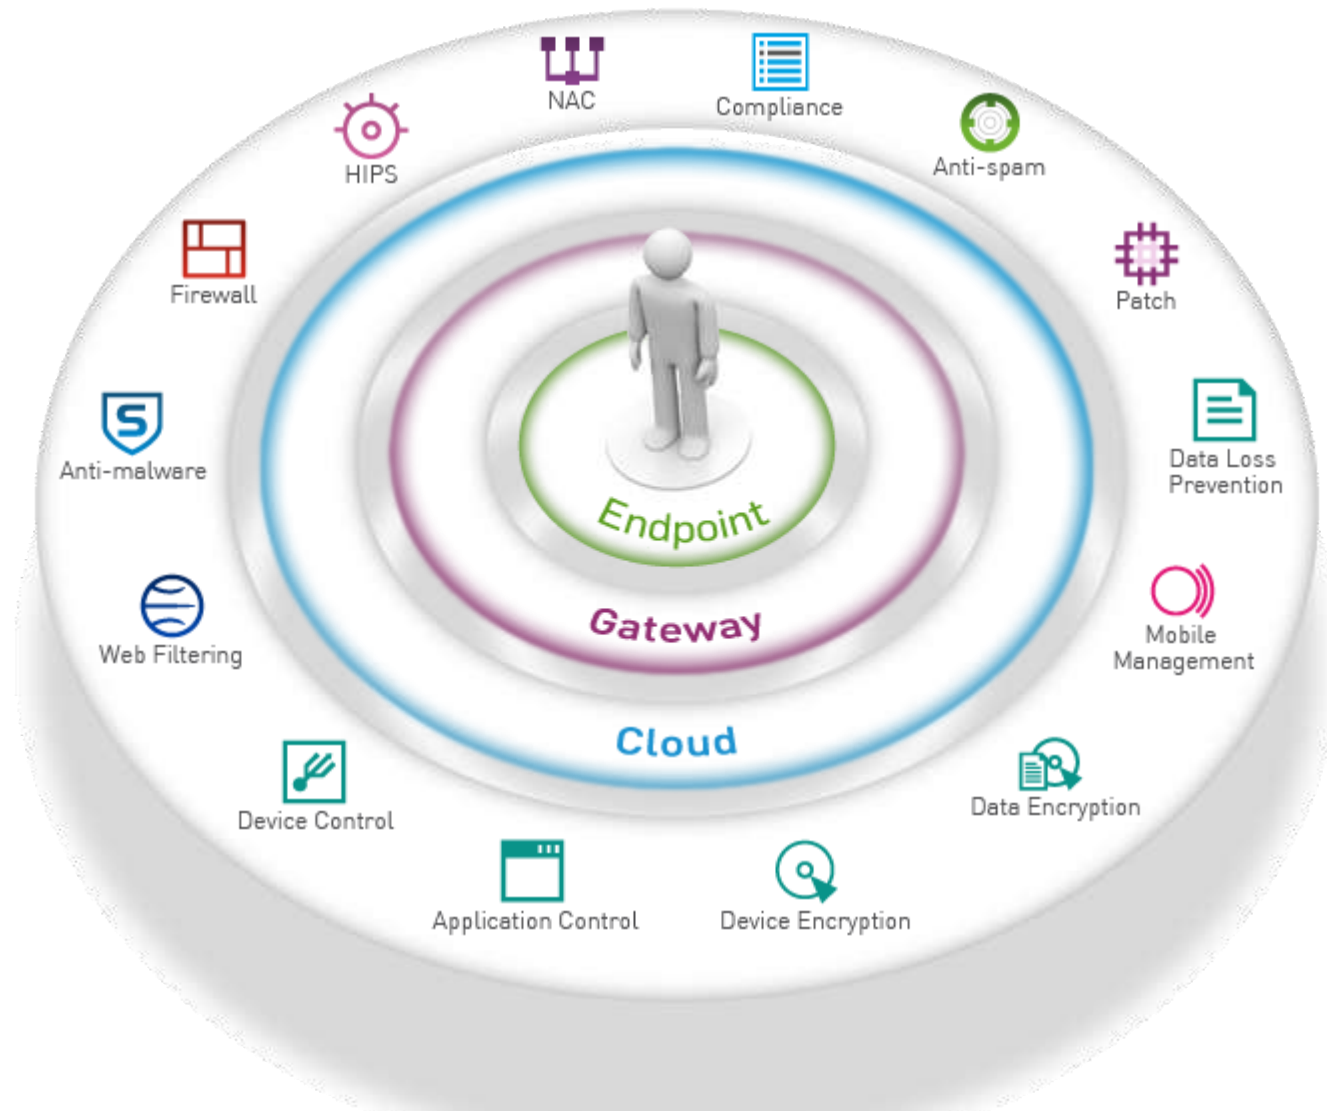 NAC
Compliance
HIPS
Anti-spam
Firewall
Patch
S
Anti-malware
Data Loss
Prevention
Endpoint
Gateway
Web Filtering
Mobile
Management
Cloud
Device Control
Data Encryption
Application Control
Device Encryption